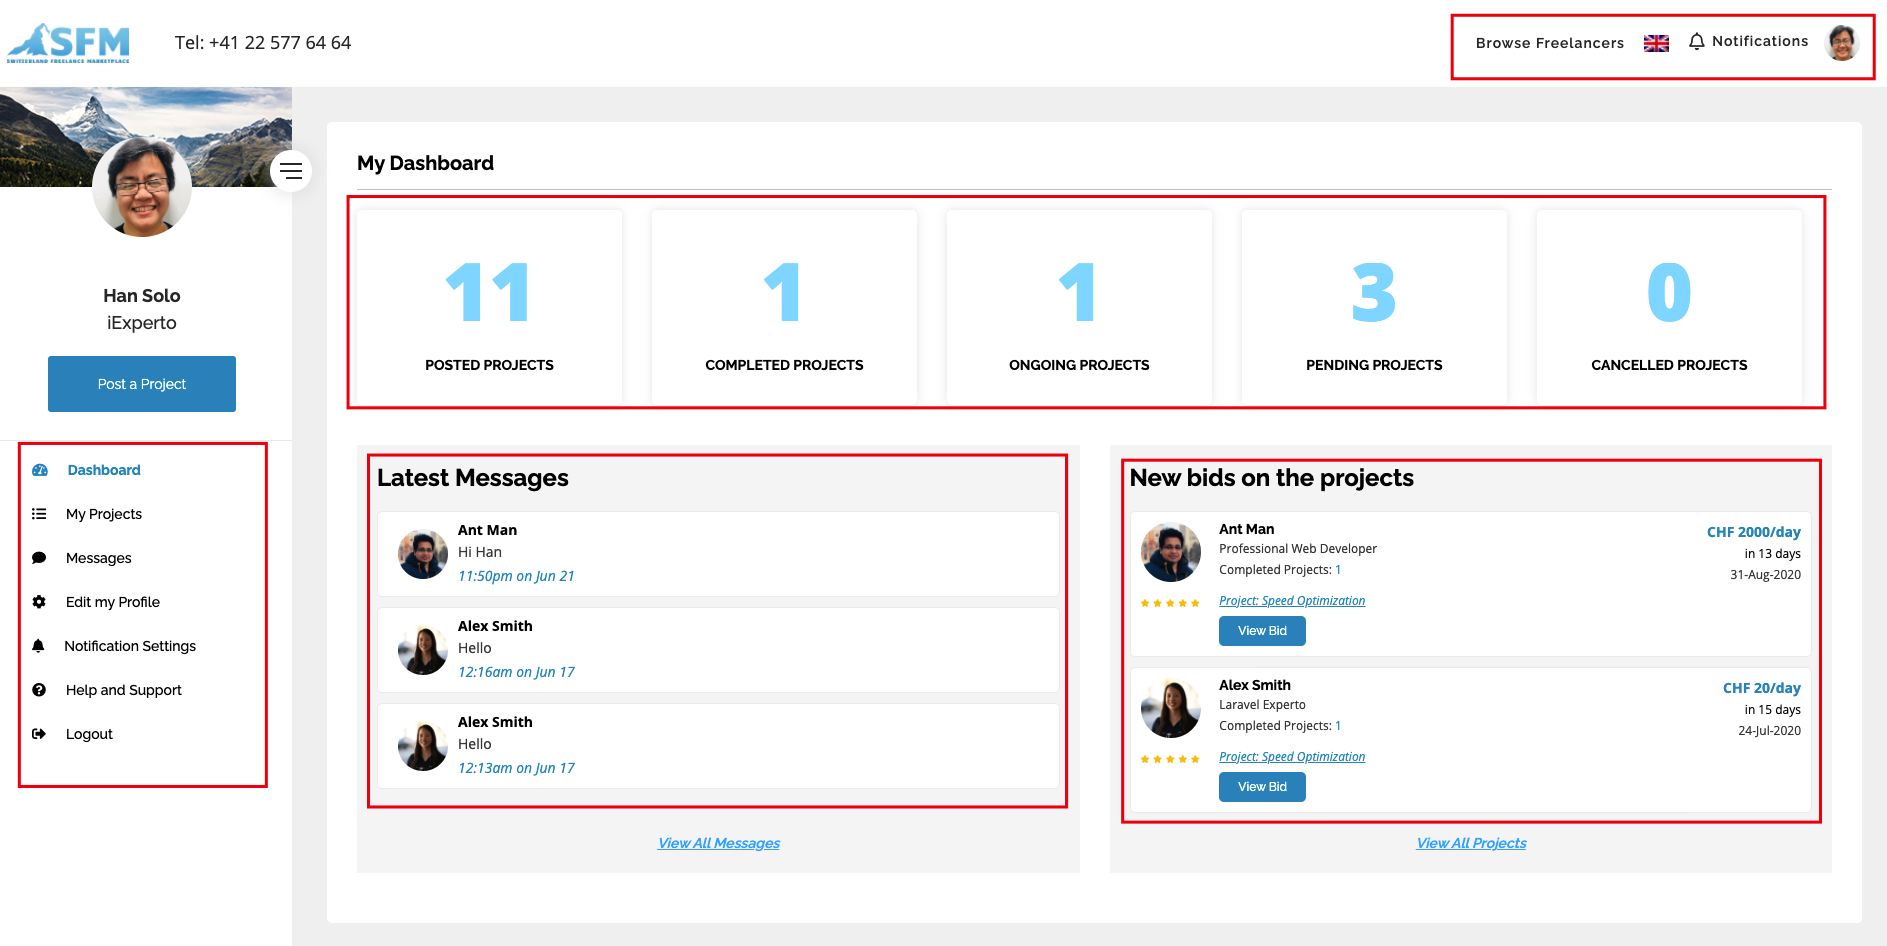 SFM
SWITZERLAND FREELANCE MARKETPLACE
Tel: +41 22 577 64 64
Browse Freelancers
Notifications
Han Solo
iExperto
Post a Project
Dashboard
My Projects
Messages
Edit my Profile
Notification Settings
Help and Support
Logout
My Dashboard
11
POSTED PROJECTS
1
COMPLETED PROJECTS
1
ONGOING PROJECTS
3
PENDING PROJECTS
0
CANCELLED PROJECTS
Latest Messages
Ant Man
Hi Han
11:50pm on Jun 21
Alex Smith
Hello
12:16am on Jun 17
Alex Smith
Hello
12:13am on Jun 17
View All Messages
New bids on the projects
Ant Man
Professional Web Developer
Completed Projects: 1
Project: Speed Optimization
View Bid
CHF 2000/day
in 13 days
31-Aug-2020
Alex Smith
Laravel Experto
Completed Projects: 1
Project: Speed Optimization
View Bid
CHF 20/day
in 15 days
24-Jul-2020
View All Projects